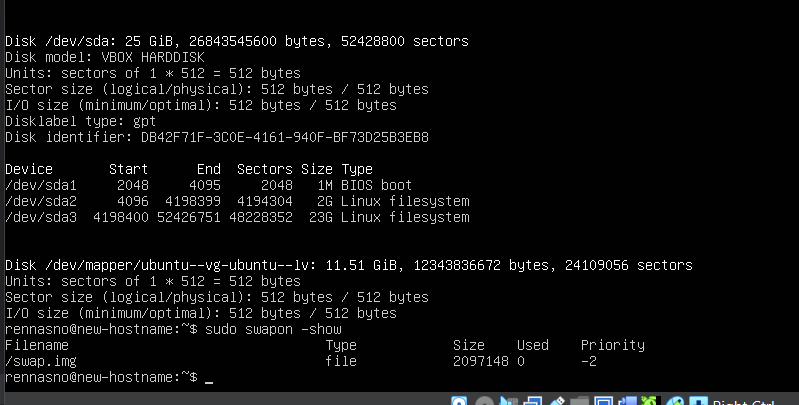 Disk /dev/sda: 25 GiB, 26843545600 bytes, 52428800 sectors
Disk model: VBOX HARDDISK
Units: sectors of 1 * 512 = 512 bytes
Sector size (logical/physical): 512 bytes / 512 bytes
I/O size (minimum/optimal): 512 bytes / 512 bytes
Disklabel type: gpt
Disk identifier: DB42F71F-3C0E-4161-940F-BF73D25B3EB8
Device       Start      End  Sectors Size Type
/dev/sda1     2048     4095     2048   1M BIOS boot
/dev/sda2     4096  4198399  4194304   2G Linux filesystem
/dev/sda3  4198400 52426751 48228352  23G Linux filesystem
Disk /dev/mapper/ubuntu--vg-ubuntu--lv: 11.51 GiB, 12343836672 bytes, 24109056 sectors
Units: sectors of 1 * 512 = 512 bytes
Sector size (logical/physical): 512 bytes / 512 bytes
I/O size (minimum/optimal): 512 bytes / 512 bytes
rennasno@new-hostname:~$ sudo swapon -show
Filename                                Type            Size    Used    Priority
/swap.img                               file            2097148 0       -2
rennasno@new-hostname:~$ _
Right Ctrl